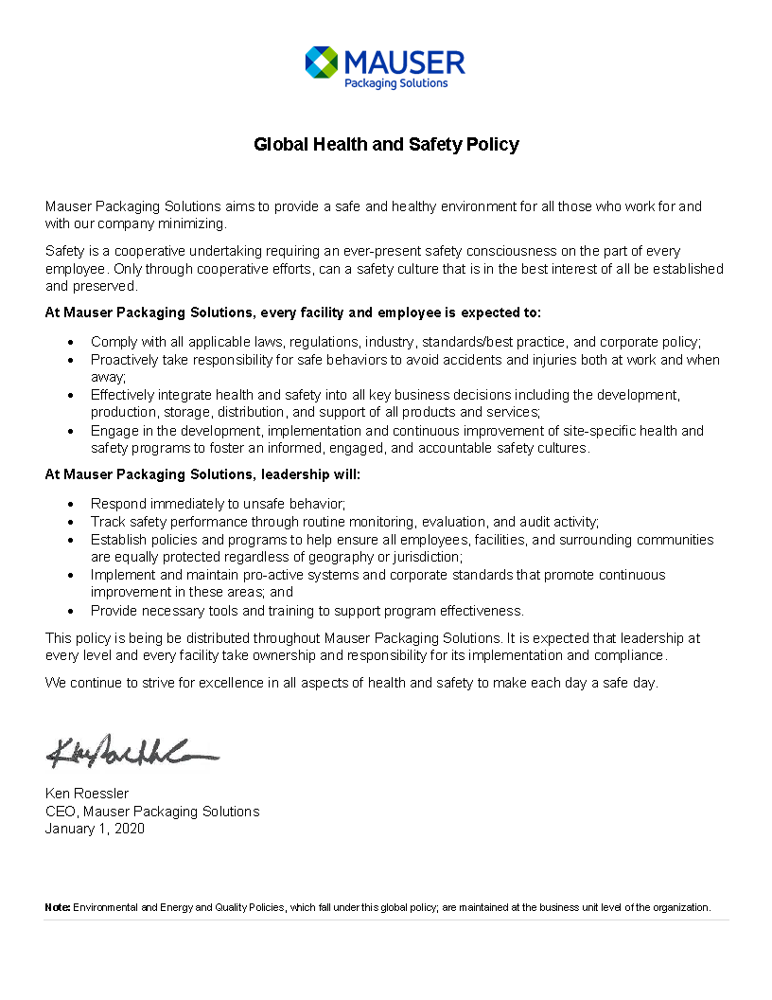 MAUSER
Packaging Solutions
Global Health and Safety Policy
Mauser Packaging Solutions aims to provide a safe and healthy environment for all those who work for and
with our company minimizing.
Safety is a cooperative undertaking requiring an ever-present safety consciousness on the part of every
employee. Only through cooperative efforts, can a safety culture that is in the best interest of all be established
and preserved.
At Mauser Packaging Solutions, every facility and employee is expected to:
• Comply with all applicable laws, regulations, industry, standards/best practice, and corporate policy;
• Proactively take responsibility for safe behaviors to avoid accidents and injuries both at work and when
away;
• Effectively integrate health and safety into all key business decisions including the development,
production, storage, distribution, and support of all products and services;
• Engage in the development, implementation and continuous improvement of site-specific health and
safety programs to foster an informed, engaged, and accountable safety cultures.
At Mauser Packaging Solutions, leadership will:
• Respond immediately to unsafe behavior;
• Track safety performance through routine monitoring, evaluation, and audit activity;
• Establish policies and programs to help ensure all employees, facilities, and surrounding communities
are equally protected regardless of geography or jurisdiction;
• Implement and maintain pro-active systems and corporate standards that promote continuous
improvement in these areas; and
• Provide necessary tools and training to support program effectiveness.
This policy is being be distributed throughout Mauser Packaging Solutions. It is expected that leadership at
every level and every facility take ownership and responsibility for its implementation and compliance.
We continue to strive for excellence in all aspects of health and safety to make each day a safe day.
Ken Roessler
CEO, Mauser Packaging Solutions
January 1, 2020
Note: Environmental and Energy and Quality Policies, which fall under this global policy; are maintained at the business unit level of the organization.